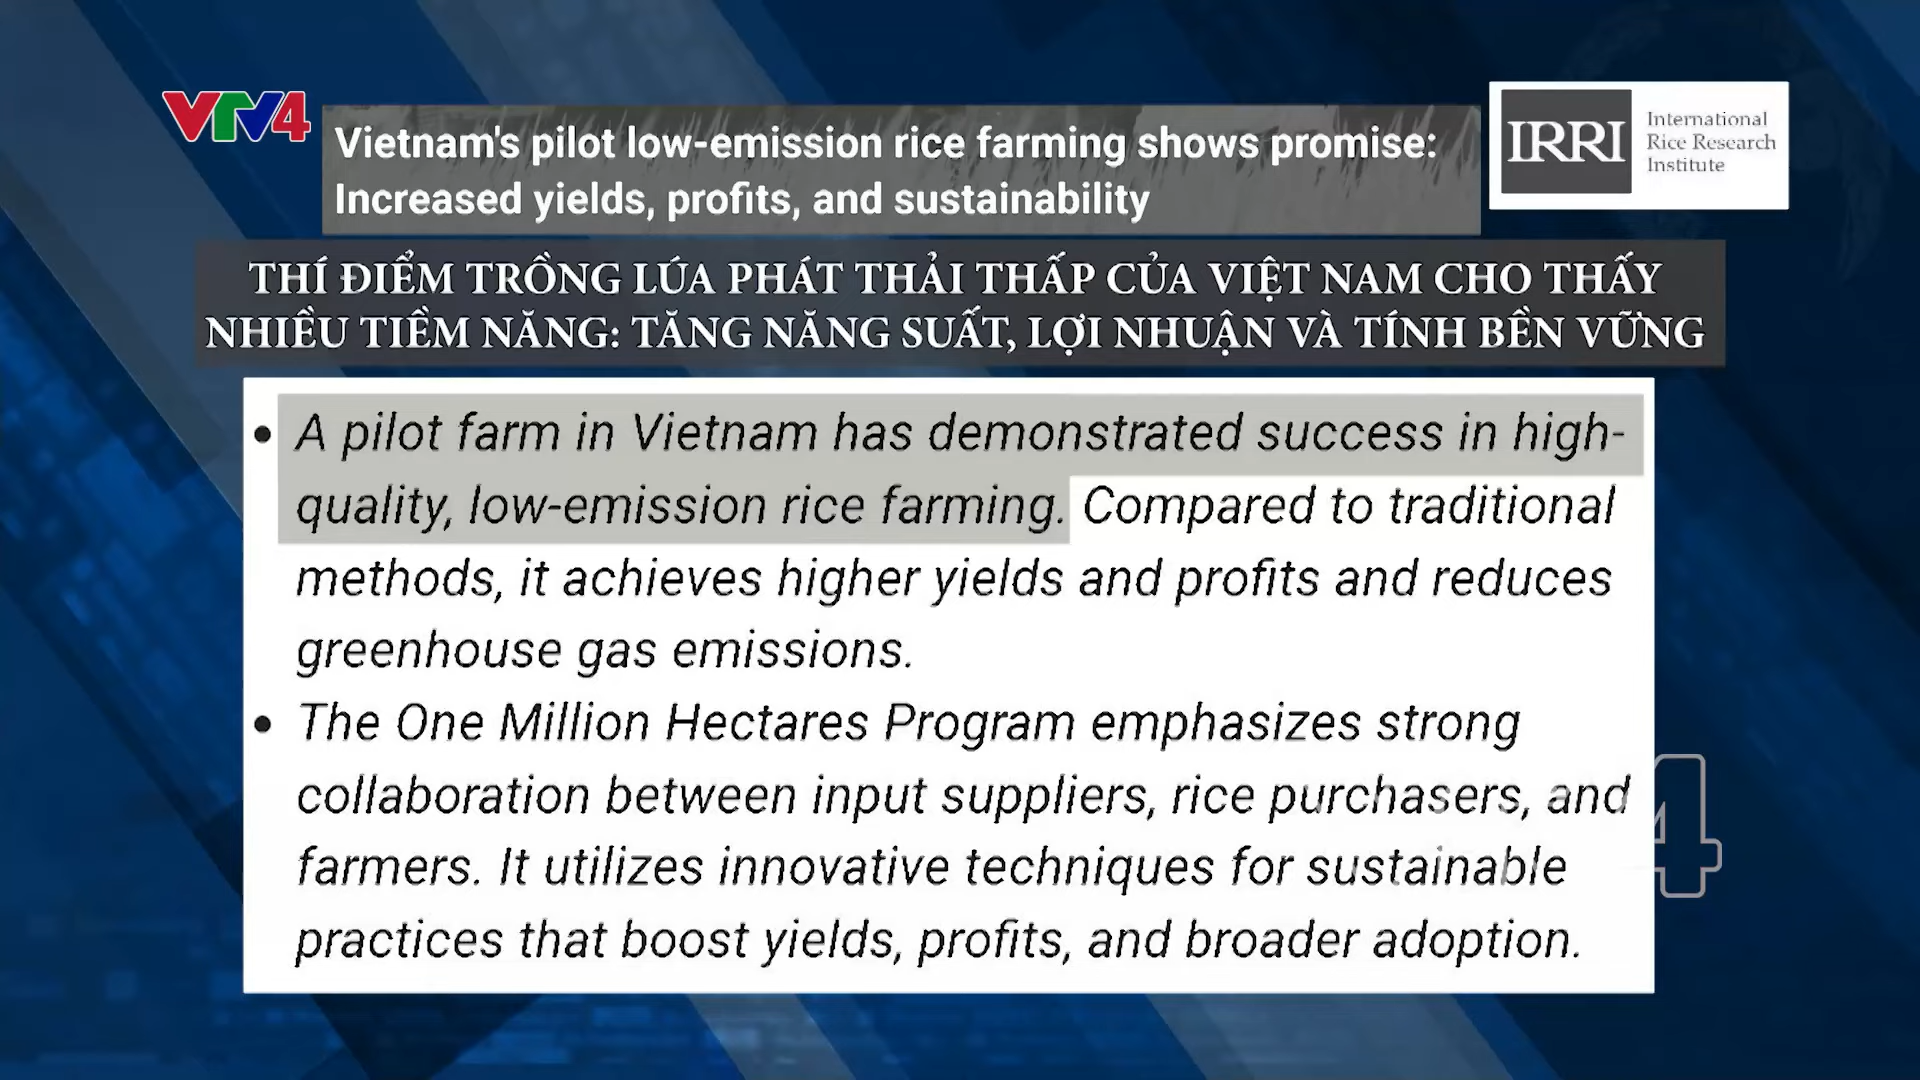 VTV4
Vietnam's pilot low-emission rice farming shows promise:
Increased yields, profits, and sustainability
IRRI
International
Rice Research
Institute
THÍ ĐIỂM TRỒNG LÚA PHÁT THẢI THẤP CỦA VIỆT NAM CHO THẤY
NHIỀU TIỀM NĂNG: TĂNG NĂNG SUẤT, LỢI NHUẬN VÀ TÍNH BỀN VỮNG
• A pilot farm in Vietnam has demonstrated success in high-
quality, low-emission rice farming. Compared to traditional
methods, it achieves higher yields and profits and reduces
greenhouse gas emissions.
• The One Million Hectares Program emphasizes strong
collaboration between input suppliers, rice purchasers, and
farmers. It utilizes innovative techniques for sustainable
practices that boost yields, profits, and broader adoption.
4